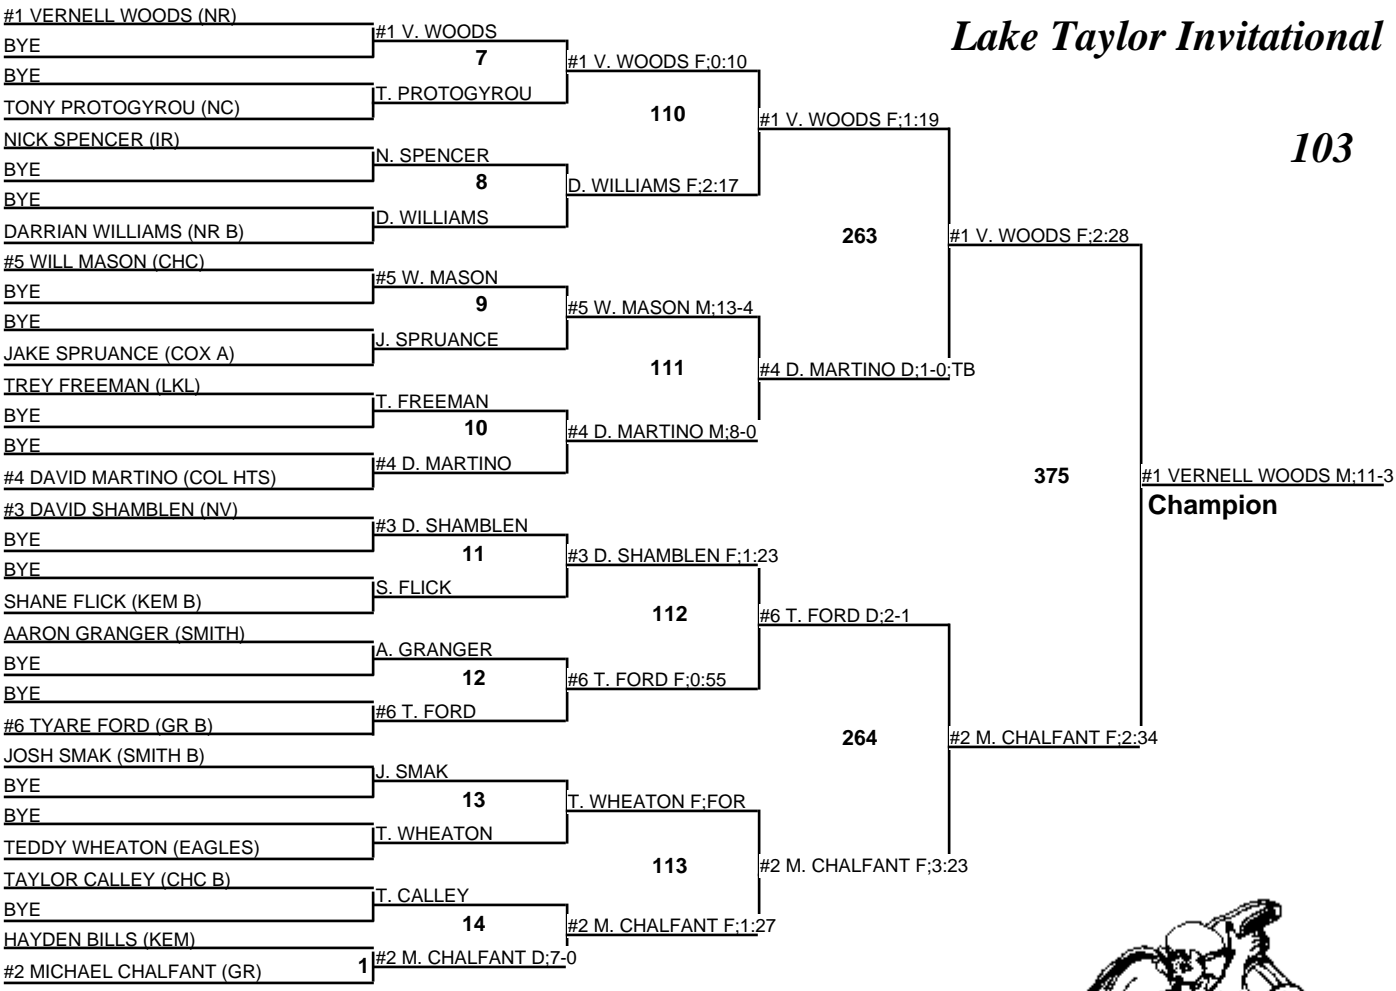 Lake Taylor Invitational
103
#1 VERNELL WOODS (NR)
BYE
BYE
TONY PROTOGYROU (NC)
NICK SPENCER (IR)
BYE
BYE
DARRIAN WILLIAMS (NR B)
#5 WILL MASON (CHC)
BYE
BYE
JAKE SPRUANCE (COX A)
TREY FREEMAN (LKL)
BYE
BYE
#4 DAVID MARTINO (COL HTS)
#3 DAVID SHAMBLEN (NV)
BYE
BYE
SHANE FLICK (KEM B)
AARON GRANGER (SMITH)
BYE
BYE
#6 TYARE FORD (GR B)
JOSH SMAK (SMITH B)
BYE
BYE
TEDDY WHEATON (EAGLES)
TAYLOR CALLEY (CHC B)
BYE
HAYDEN BILLS (KEM)
#2 MICHAEL CHALFANT (GR)
1
#1 V. WOODS
7
T. PROTOGYROU
N. SPENCER
8
D. WILLIAMS
#5 W. MASON
9
J. SPRUANCE
T. FREEMAN
10
#4 D. MARTINO
#3 D. SHAMBLEN
11
S. FLICK
A. GRANGER
12
#6 T. FORD
J. SMAK
13
T. WHEATON
T. CALLEY
14
#2 M. CHALFANT D;7-0
#1 V. WOODS F;0:10
110
D. WILLIAMS F;2:17
#5 W. MASON M;13-4
111
#4 D. MARTINO M;8-0
#3 D. SHAMBLEN F;1:23
112
#6 T. FORD F;0:55
T. WHEATON F;FOR
113
#2 M. CHALFANT F;1:27
#1 V. WOODS F;1:19
263
#4 D. MARTINO D;1-0;TB
#6 T. FORD D;2-1
264
#2 M. CHALFANT F;3:23
#1 V. WOODS F;2:28
375
#2 M. CHALFANT F;2:34
#1 VERNELL WOODS M;11-3
Champion